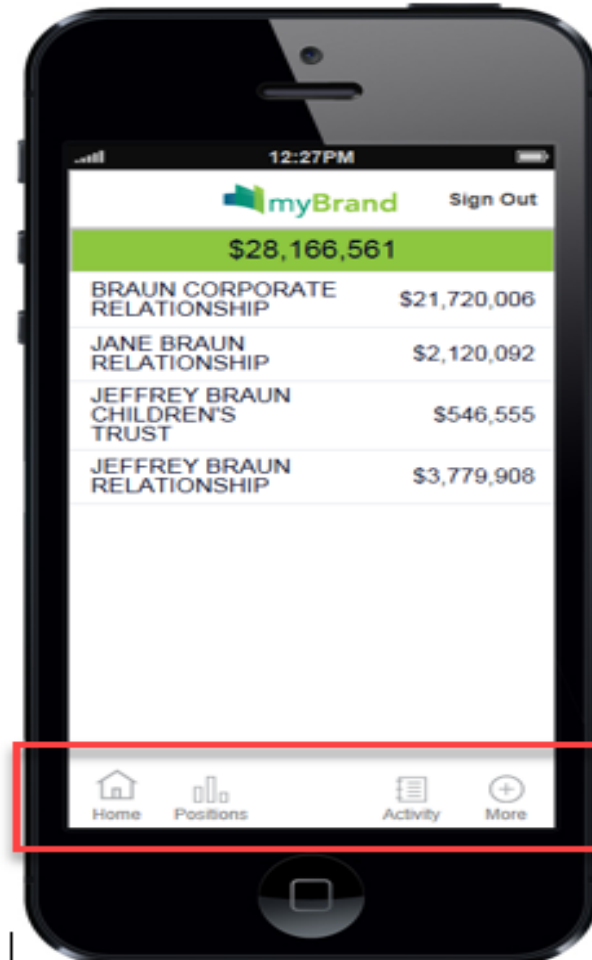 12:27PM
myBrand Sign Out
$28,166,561
BRAUN CORPORATE
RELATIONSHIP $21,720,006
JANE BRAUN
RELATIONSHIP $2,120,092
JEFFREY BRAUN
CHILDREN'S
TRUST $546,555
JEFFREY BRAUN
RELATIONSHIP $3,779,908
Home Positions Activity More